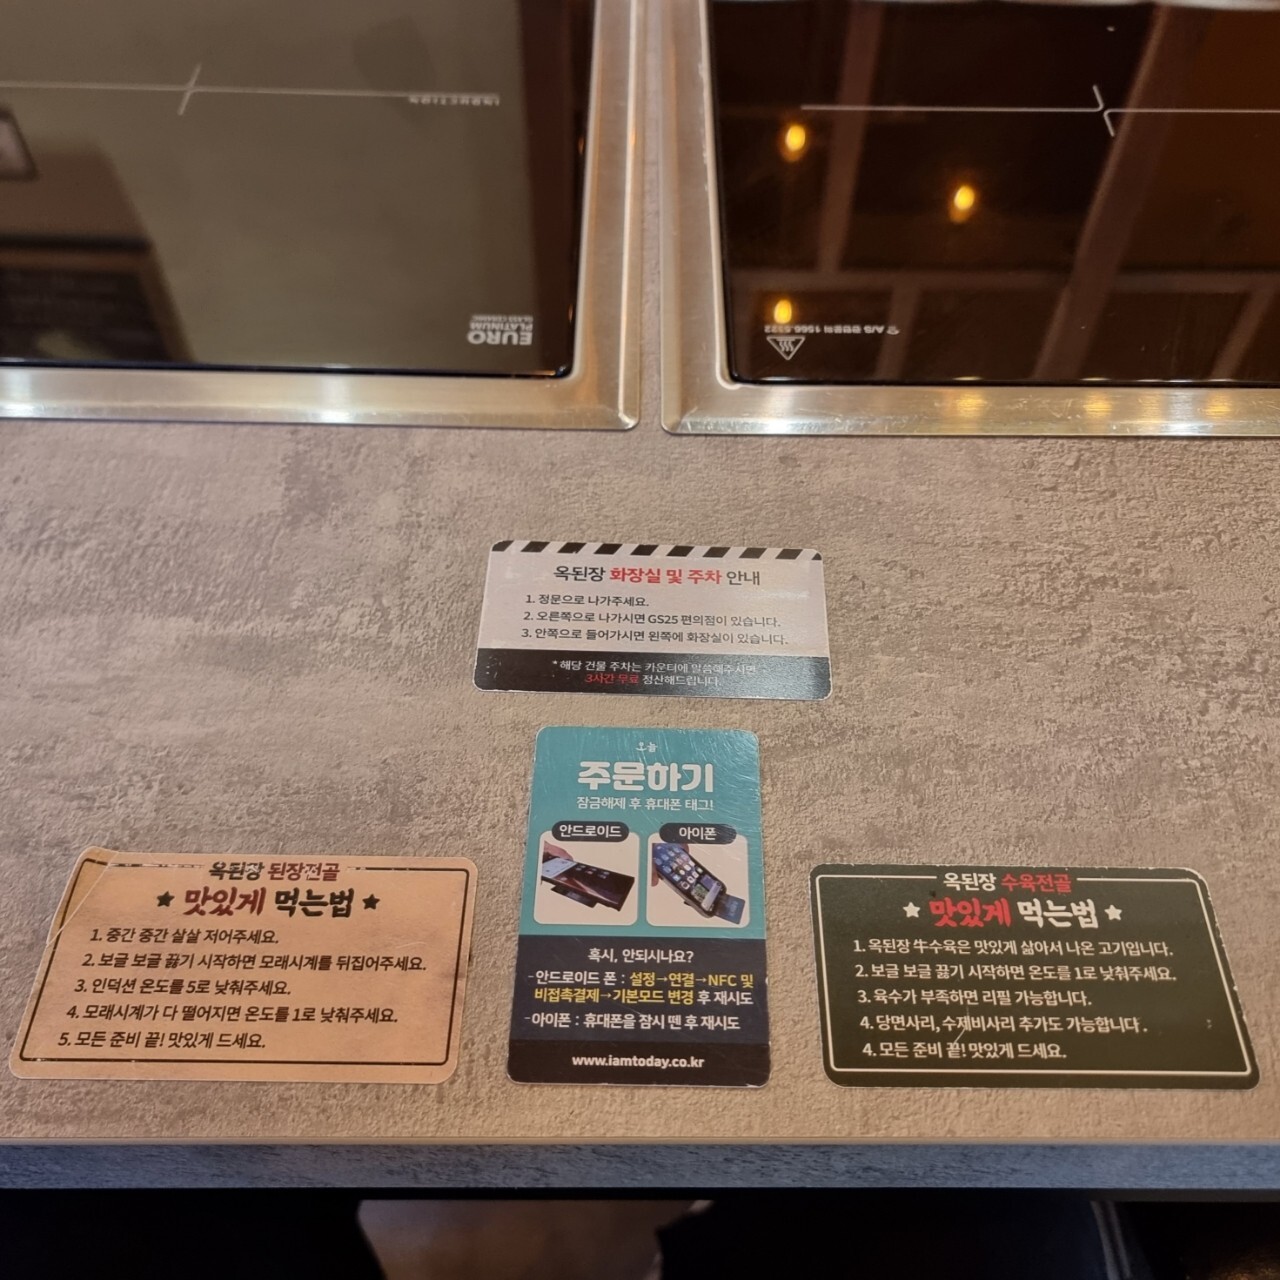 INDUCTION
EURO
PLATINUM
GLASS CERAMIC
A/S 관련문의 1566-5522
옥된장 화장실 및 주차 안내
1. 정문으로 나가주세요.
2. 오른쪽으로 나가시면 GS25 편의점이 있습니다.
3. 안쪽으로 들어가시면 왼쪽에 화장실이 있습니다.
* 해당 건물 주차는 카운터에 말씀해주시면
3시간 무료 정산해드립니다.
오늘
주문하기
잠금해제 후 휴대폰 태그!
안드로이드
아이폰
혹시, 안되시나요?
-안드로이드 폰 : 설정→연결→NFC 및
비접촉결제→기본모드 변경 후 재시도
-아이폰 : 휴대폰을 잠시 뗀 후 재시도
www.iamtoday.co.kr
옥된장 된장전골
★ 맛있게 먹는법 ★
1. 중간 중간 살살 저어주세요.
2. 보글 보글 끓기 시작하면 모래시계를 뒤집어주세요.
3. 인덕션 온도를 5로 낮춰주세요.
4. 모래시계가 다 떨어지면 온도를 1로 낮춰주세요.
5. 모든 준비 끝! 맛있게 드세요.
옥된장 수육전골
★ 맛있게 먹는법 ★
1. 옥된장 牛수육은 맛있게 삶아서 나온 고기입니다.
2. 보글 보글 끓기 시작하면 온도를 1로 낮춰주세요.
3. 육수가 부족하면 리필 가능합니다.
4. 당면사리, 수제비사리 추가도 가능합니다.
4. 모든 준비 끝! 맛있게 드세요.